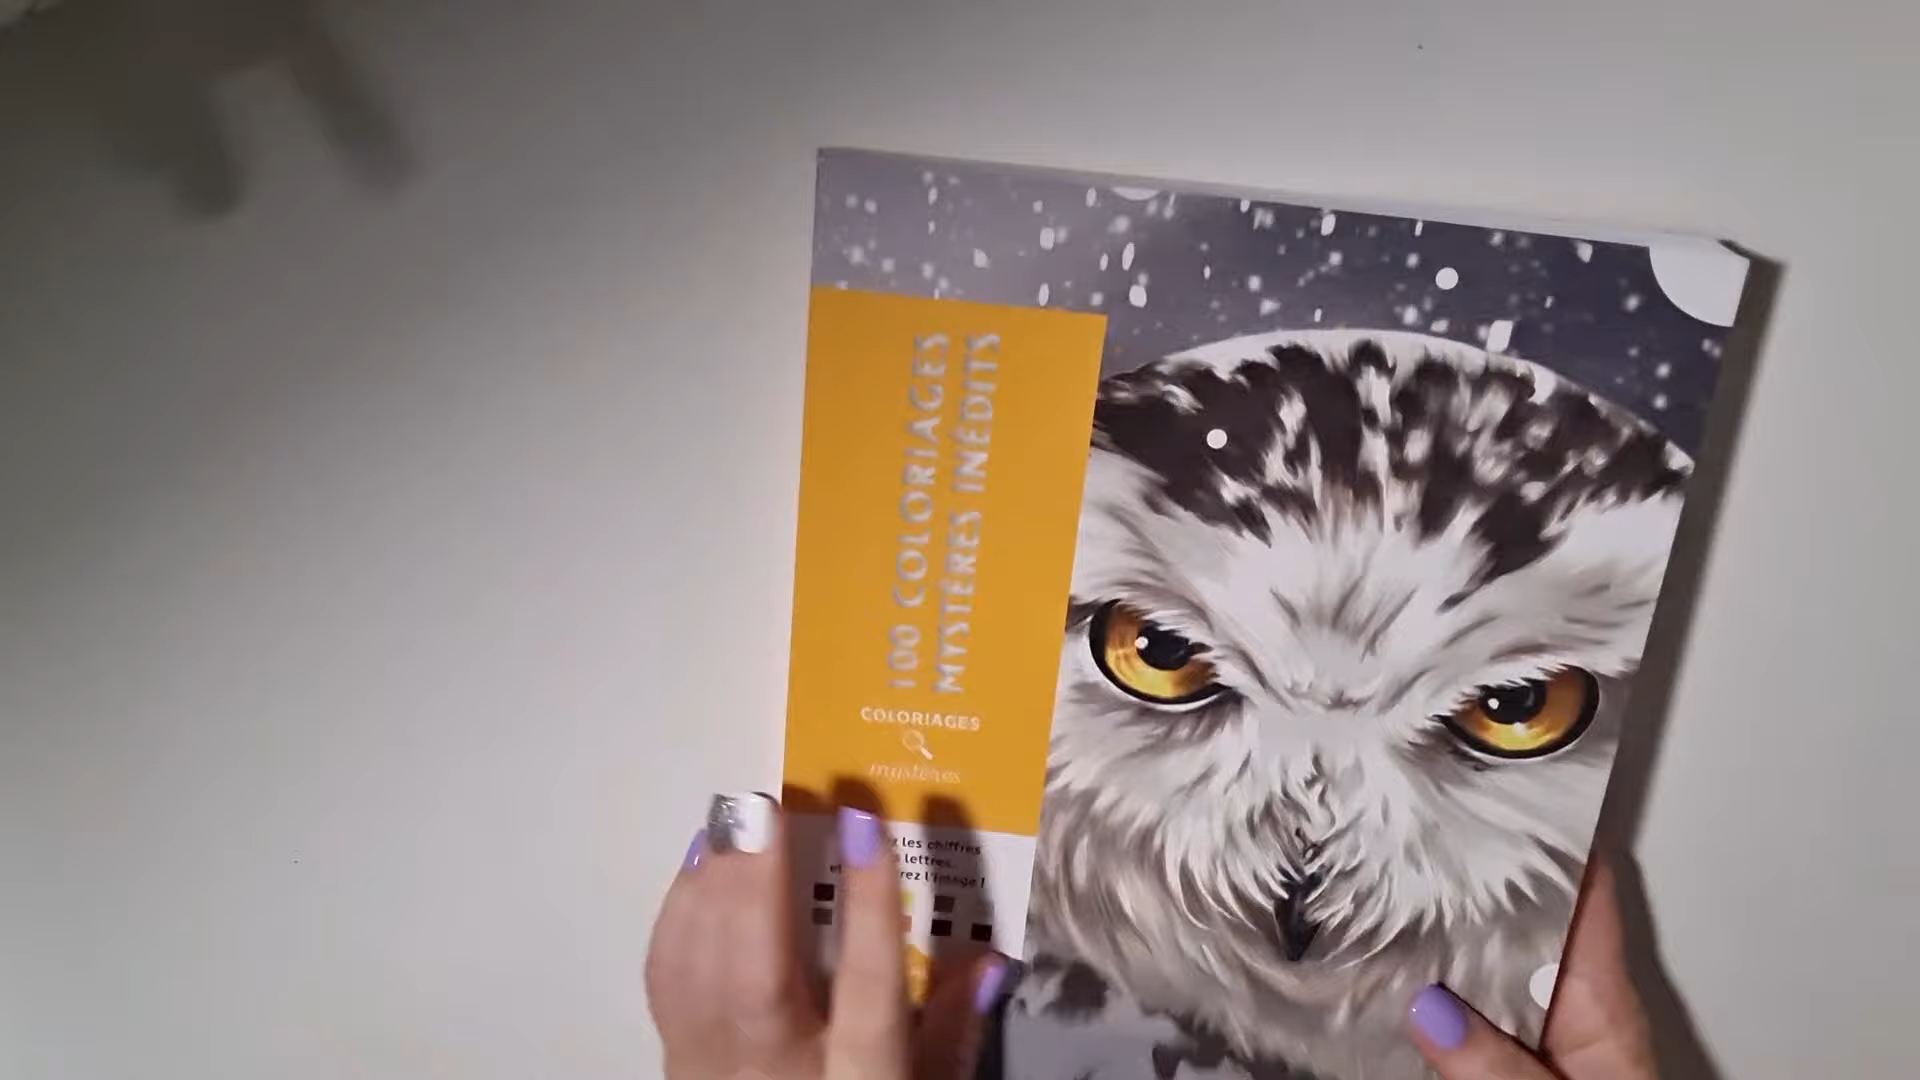 100 COLORIAGES
MYSTÈRES INÉDITS
COLORIAGES
mystères
les chiffres
lettres,
l'image !